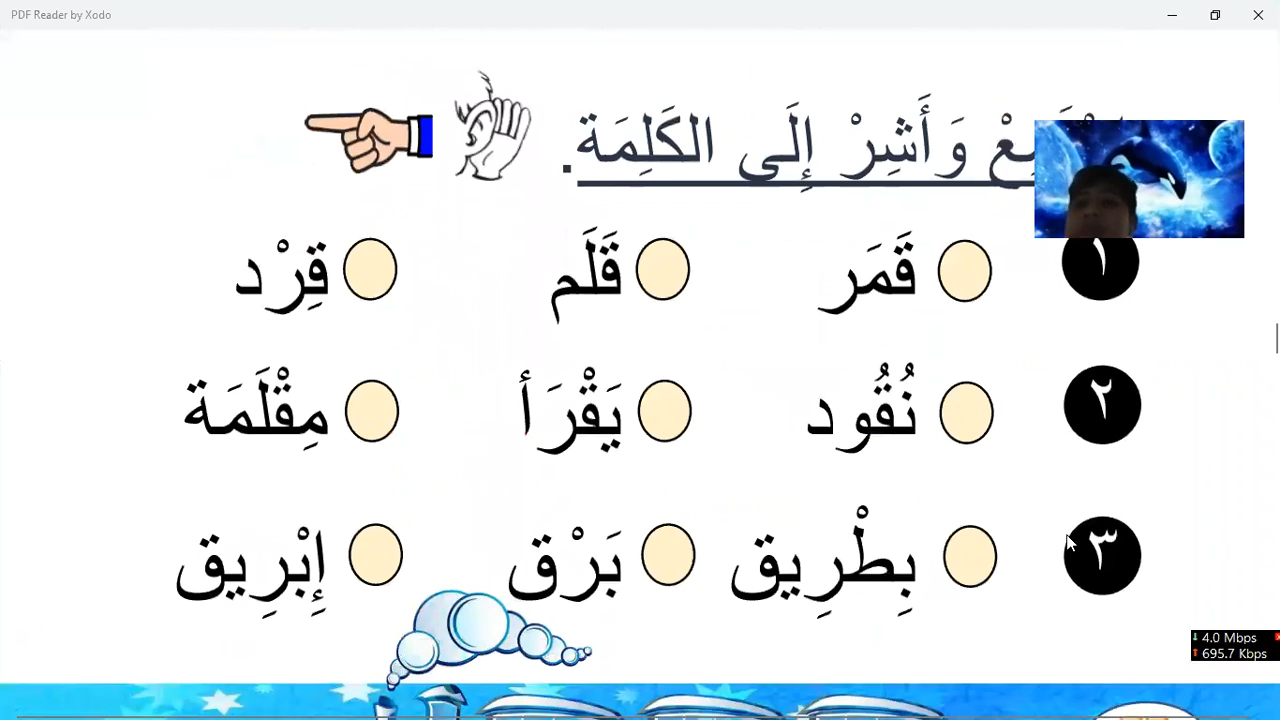 PDF Reader by Xodo
وَ أَشِرْ إِلَى الكَلِمَة.
١ قَمَر قَلَم قِرْد
٢ نُقُود يَقْرَأ مِقْلَمَة
٣ بِطْرِيق بَرْق إِبْرِيق
4.0 Mbps
695.7 Kbps